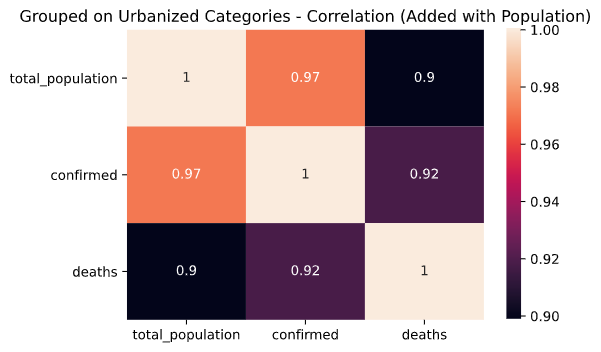 Grouped on Urbanized Categories - Correlation (Added with Population)
total_population 1 0.97 0.9
confirmed 0.97 1 0.92
deaths 0.9 0.92 1
total_population confirmed deaths
1.00
0.98
0.96
0.94
0.92
0.90